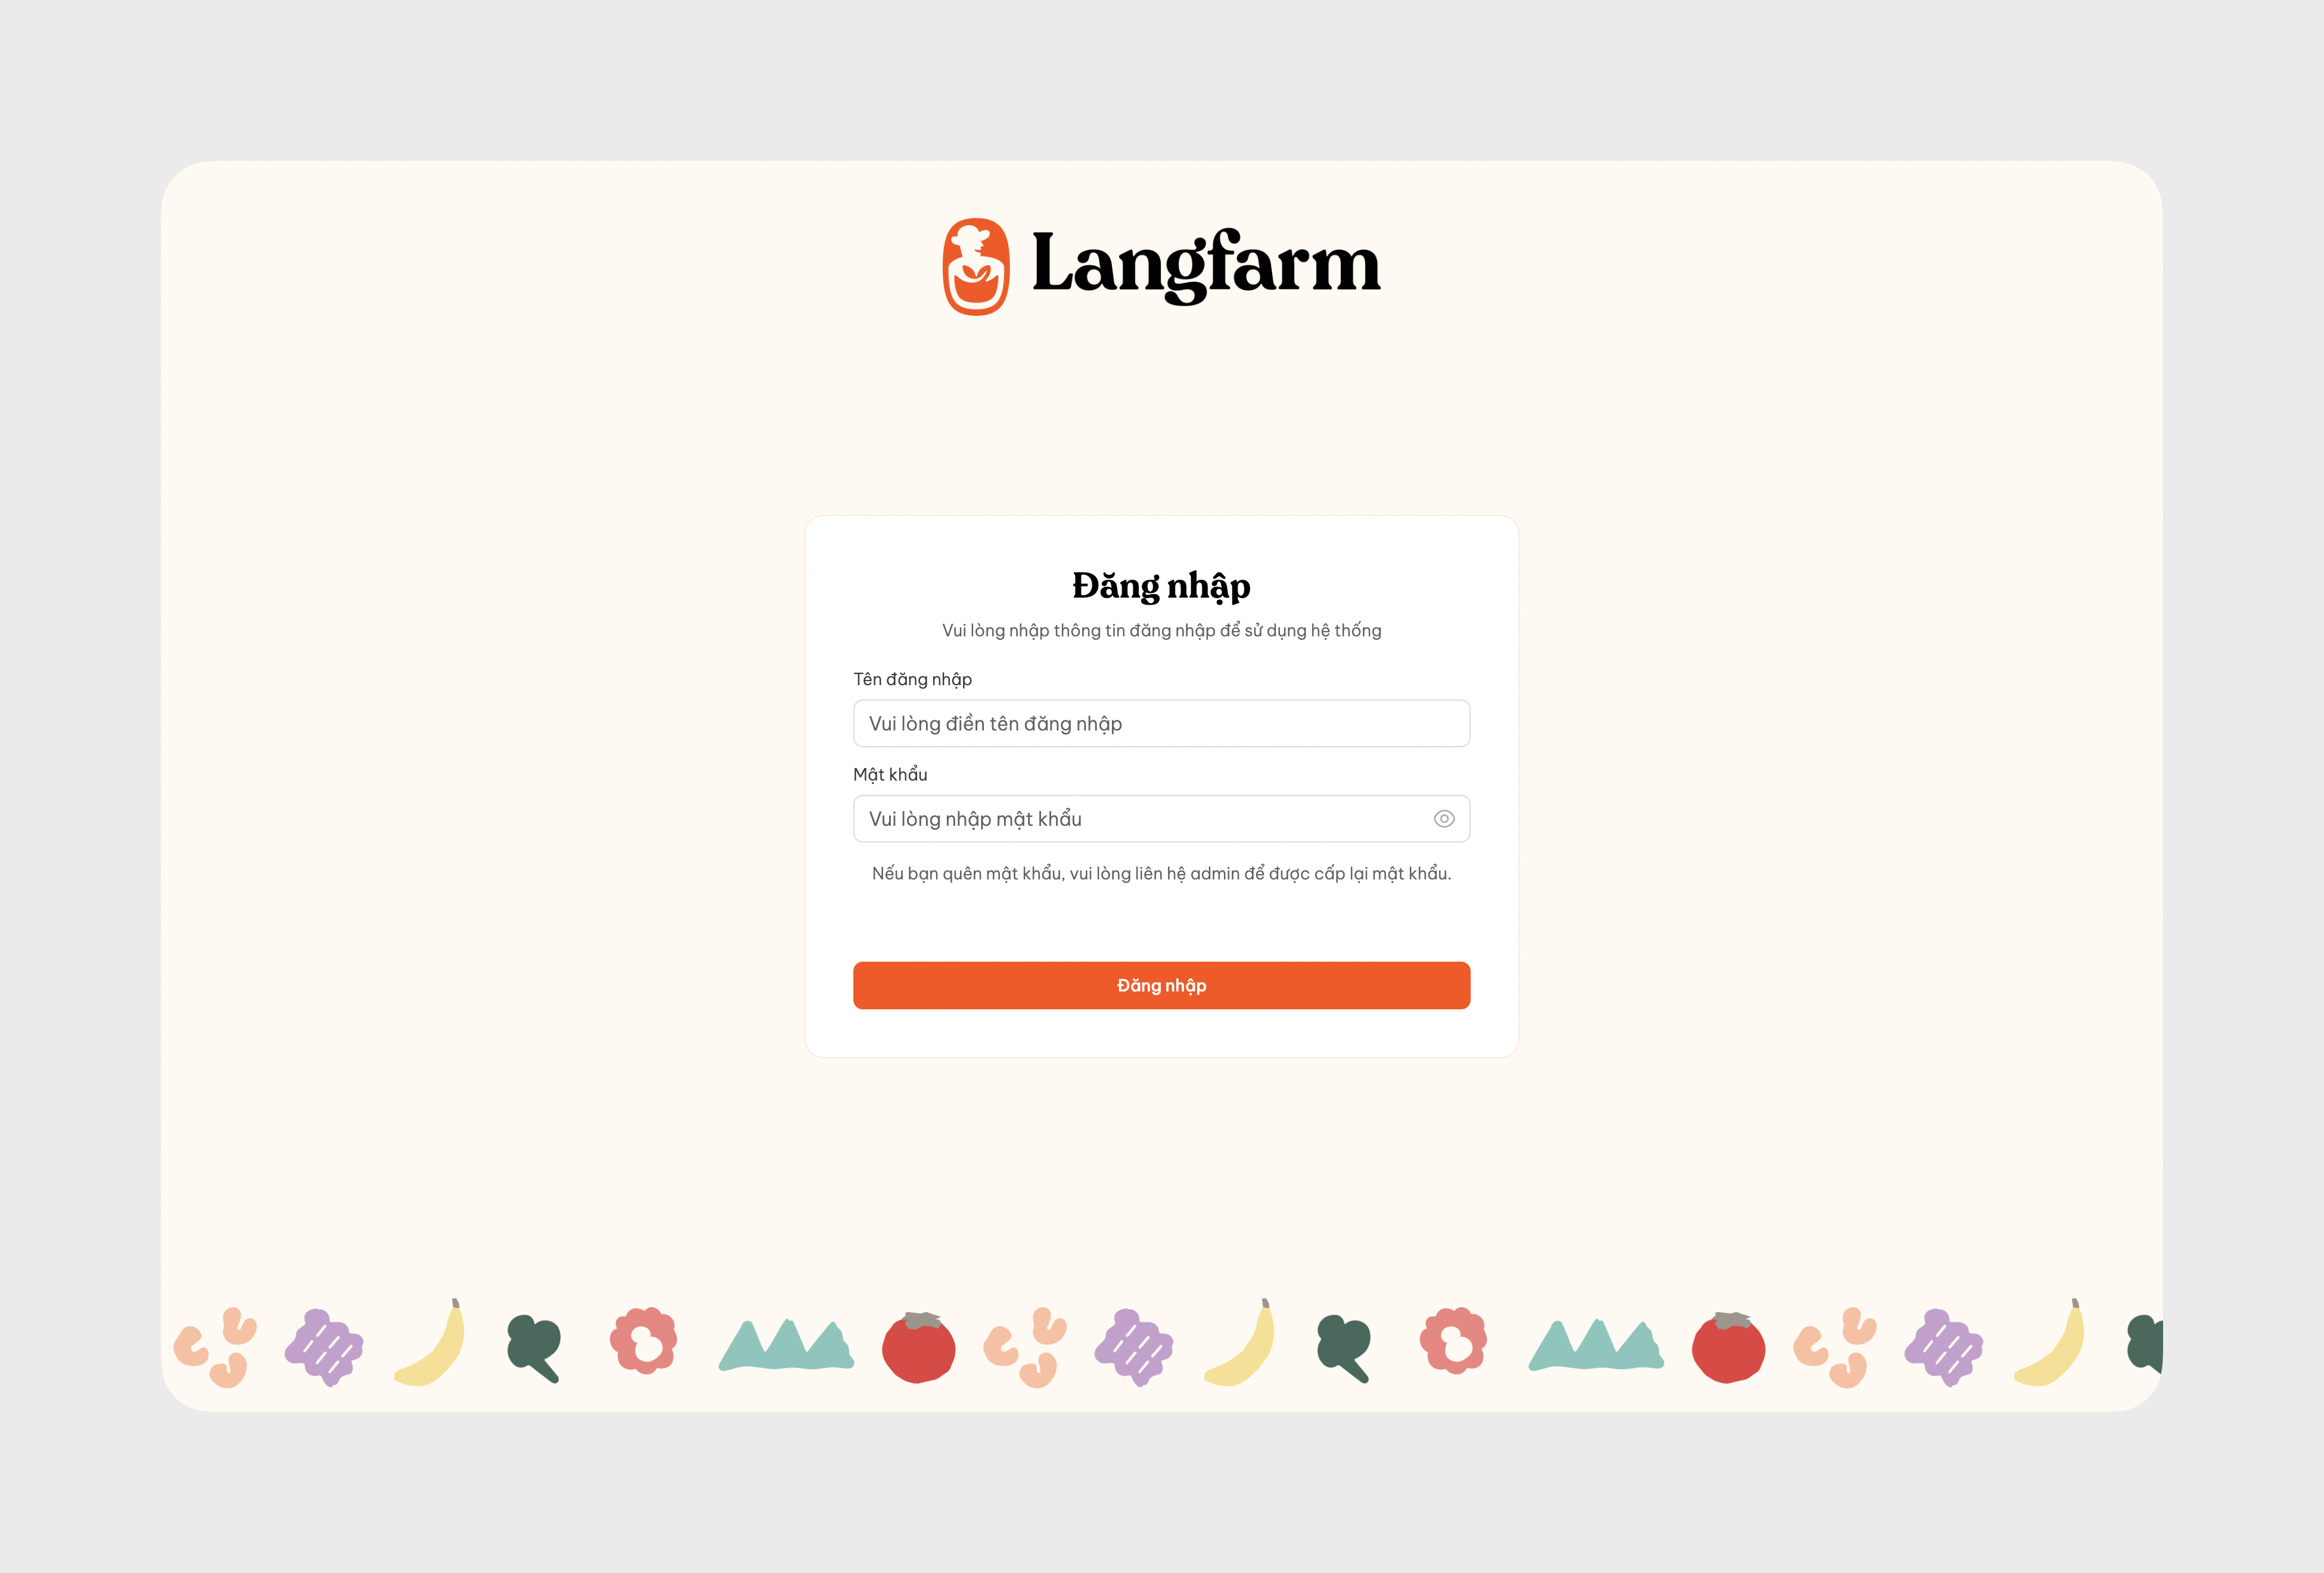 Langfarm
Đăng nhập
Vui lòng nhập thông tin đăng nhập để sử dụng hệ thống
Tên đăng nhập
Vui lòng điền tên đăng nhập
Mật khẩu
Vui lòng nhập mật khẩu
Nếu bạn quên mật khẩu, vui lòng liên hệ admin để được cấp lại mật khẩu.
Đăng nhập